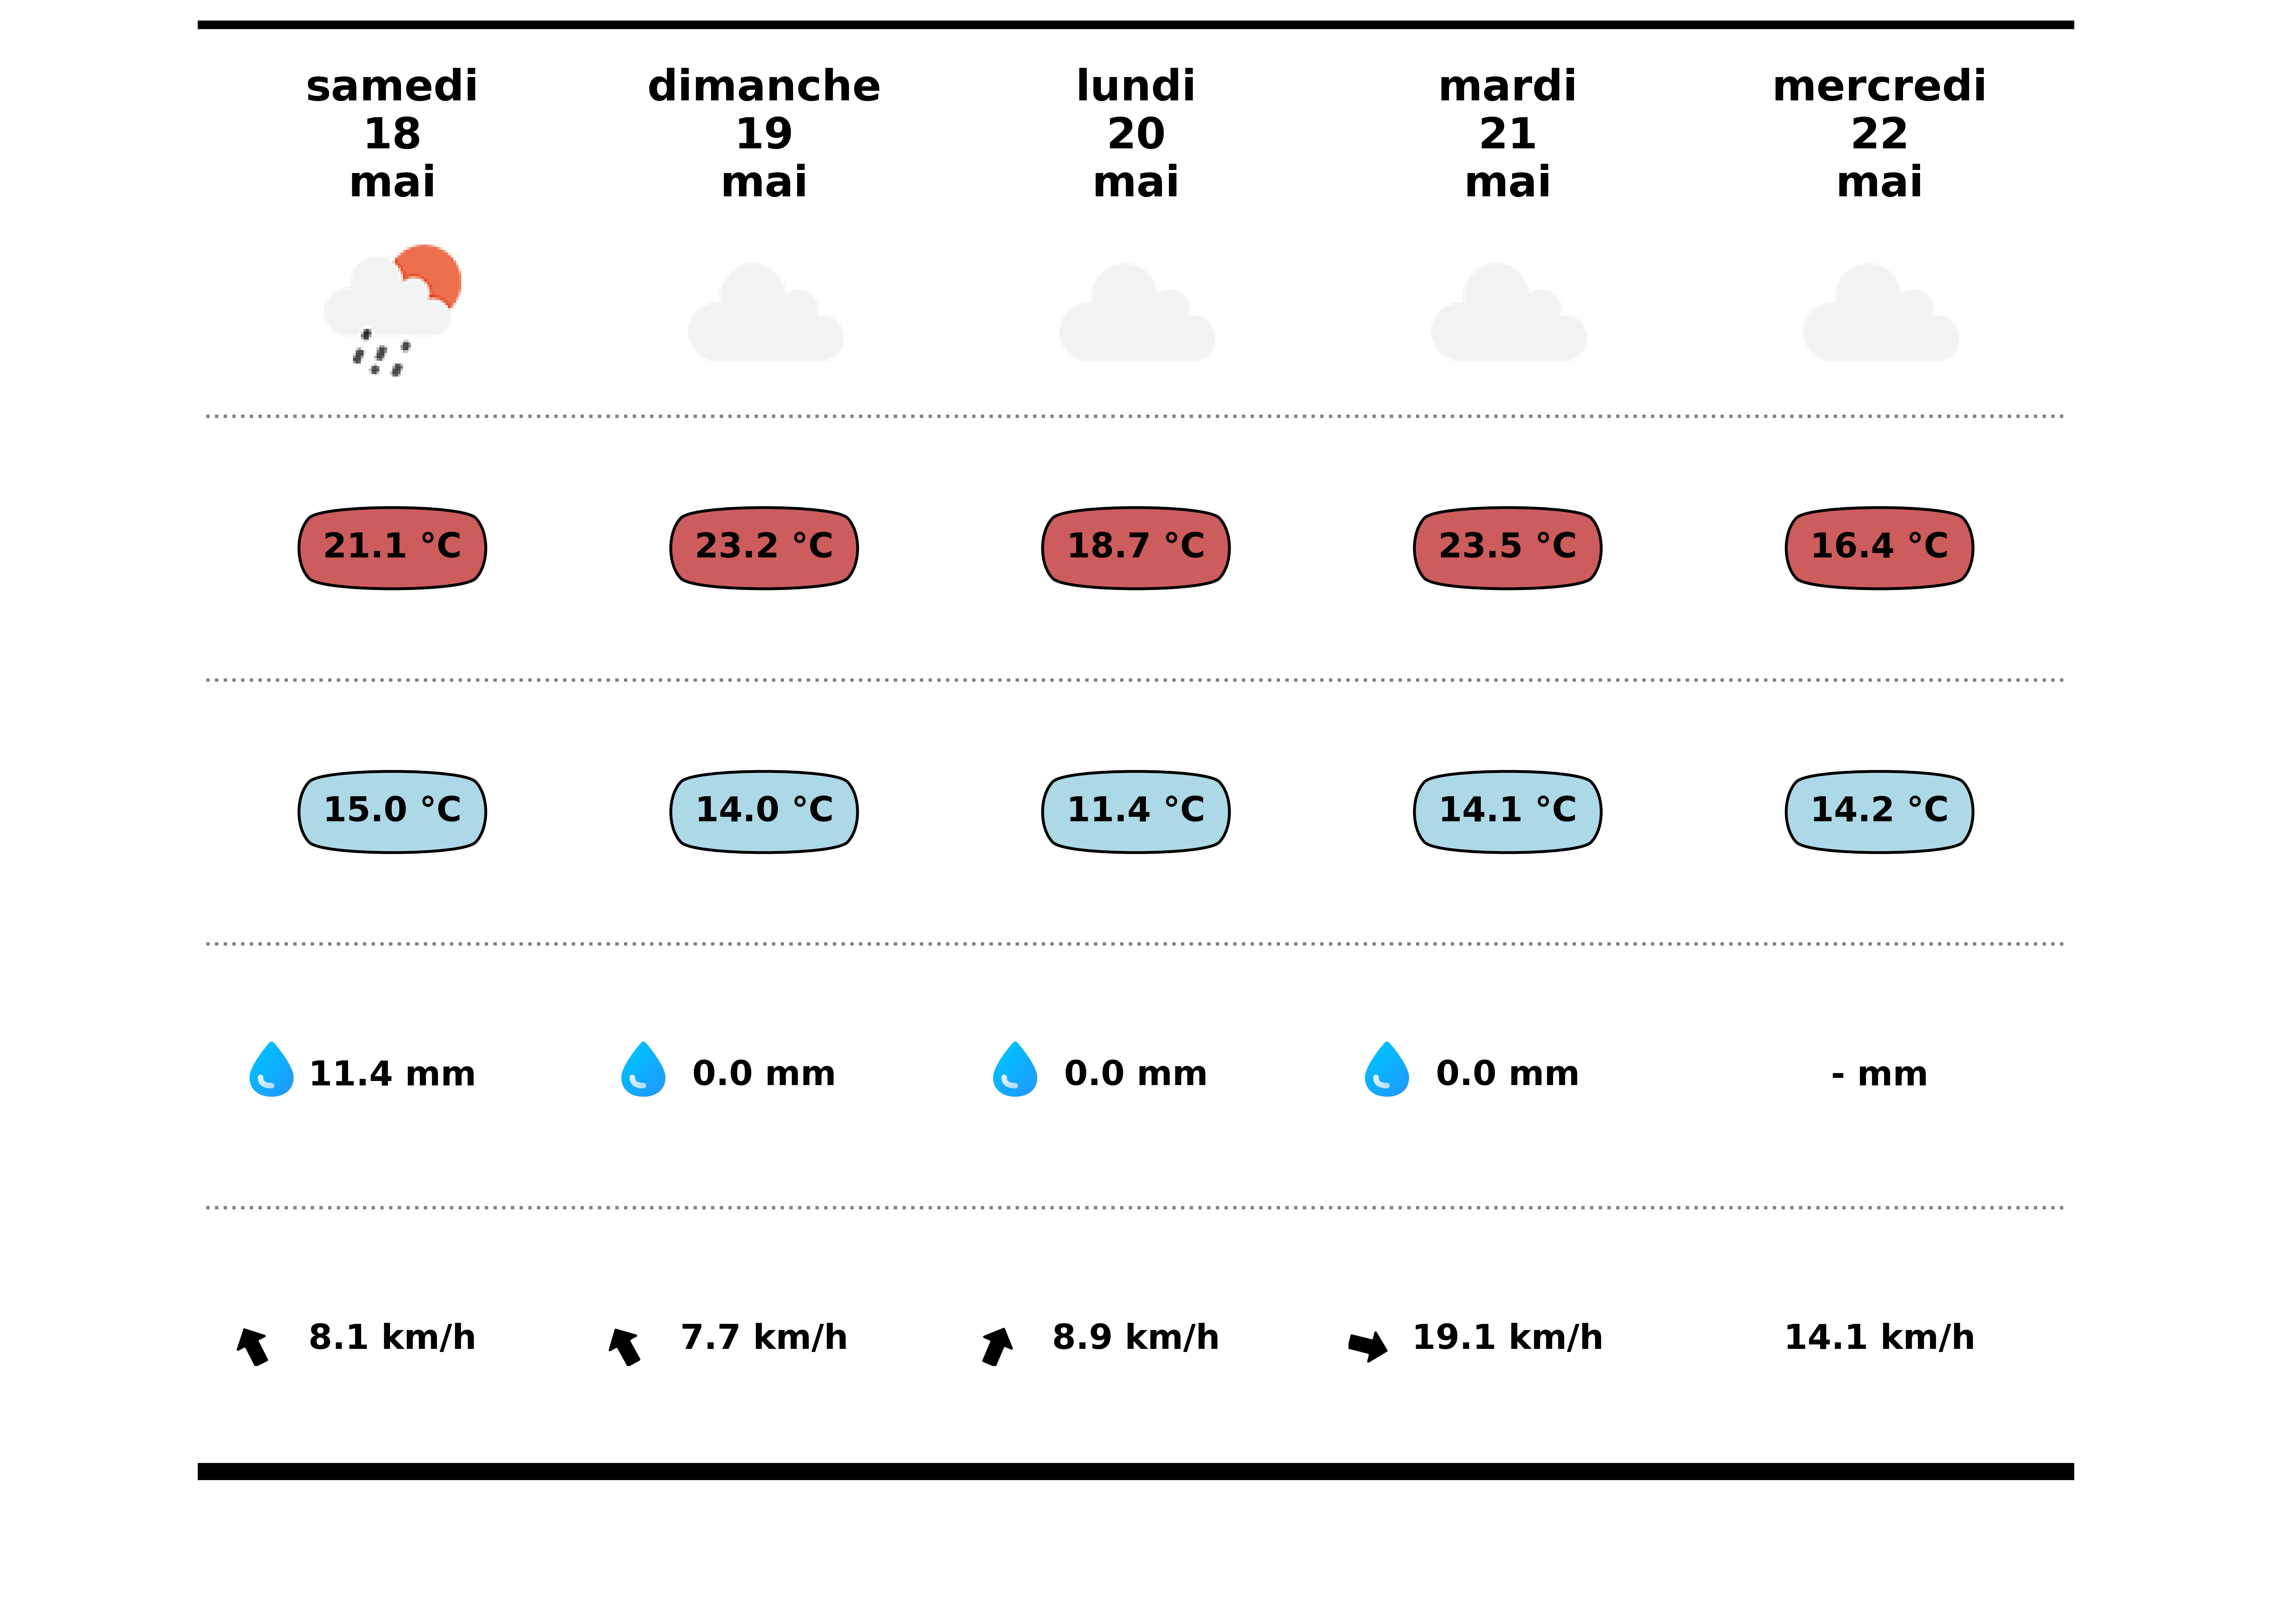 samedi
18
mai
dimanche
19
mai
lundi
20
mai
mardi
21
mai
mercredi
22
mai
21.1 °C
23.2 °C
18.7 °C
23.5 °C
16.4 °C
15.0 °C
14.0 °C
11.4 °C
14.1 °C
14.2 °C
11.4 mm
0.0 mm
0.0 mm
0.0 mm
- mm
8.1 km/h
7.7 km/h
8.9 km/h
19.1 km/h
14.1 km/h